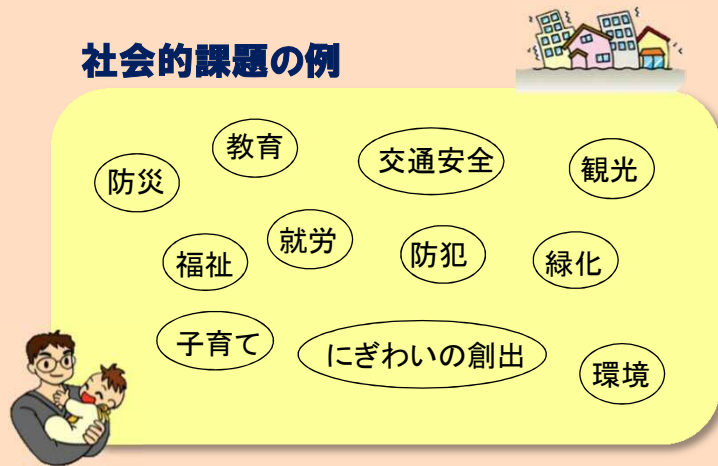 社会的課題の例
教育
交通安全
観光
防災
就労
防犯
緑化
福祉
子育て
にぎわいの創出
環境